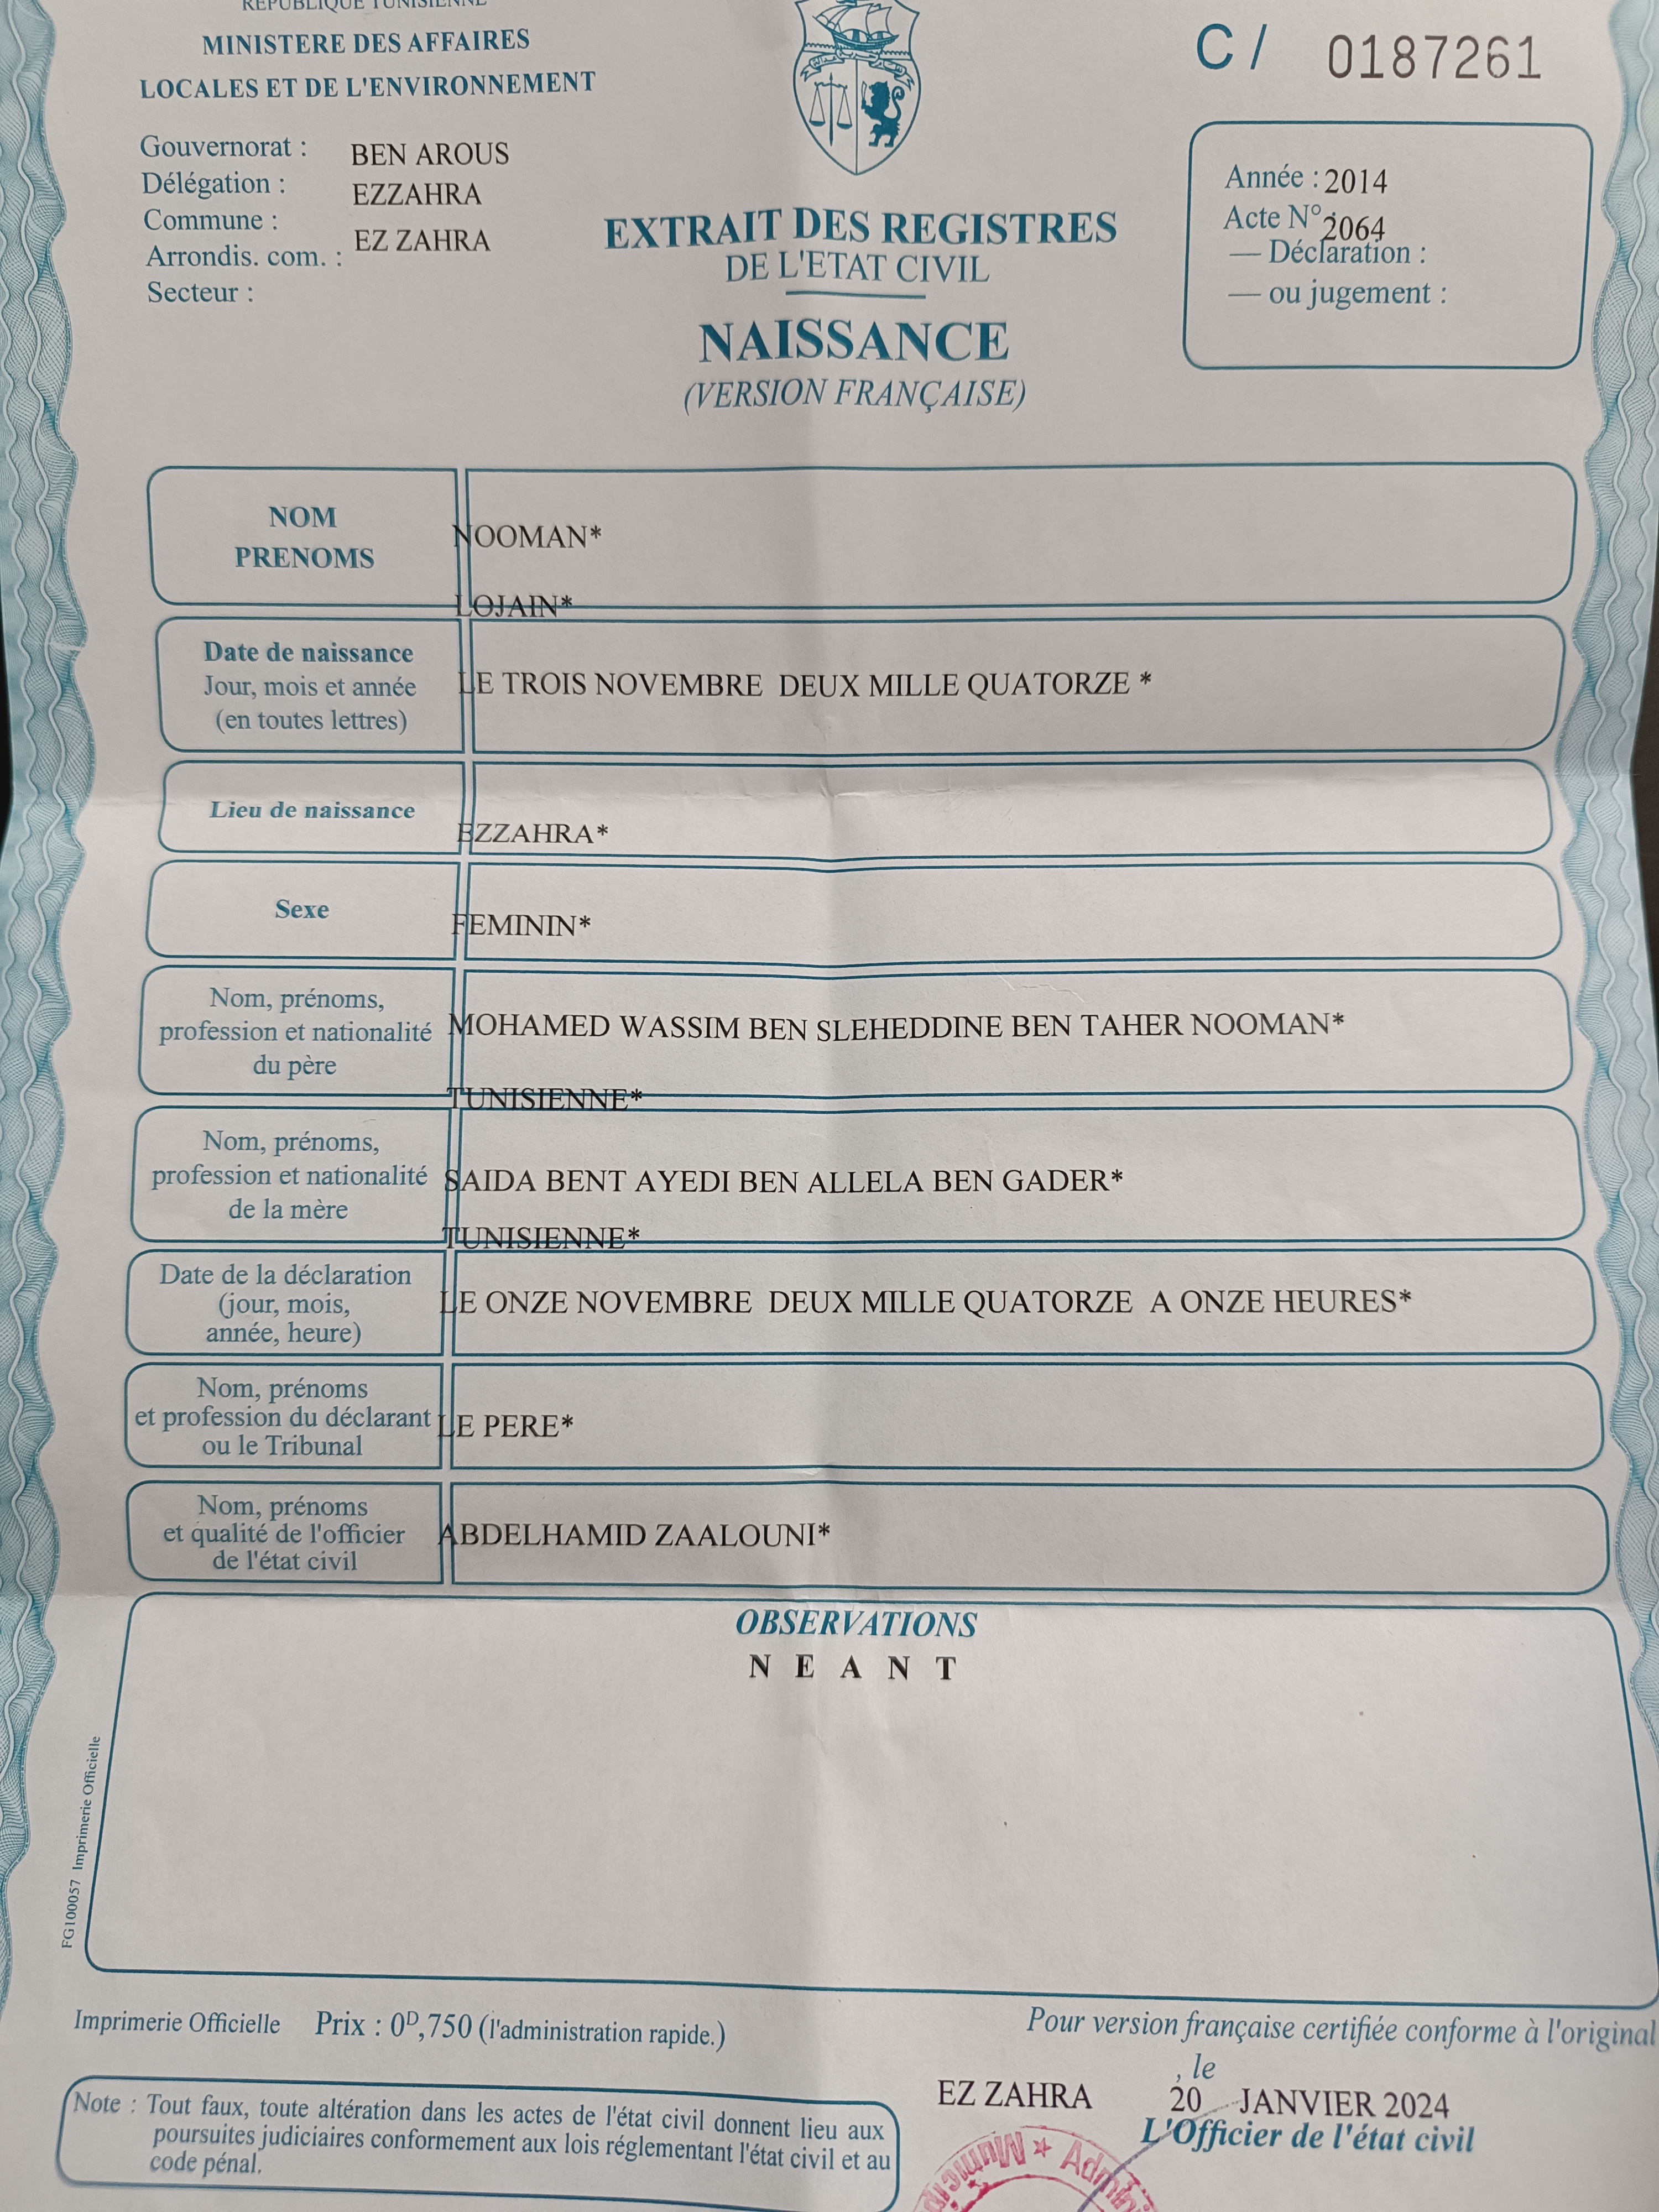 REPUBLIQUE TUNISIENNE
MINISTERE DES AFFAIRES
LOCALES ET DE L'ENVIRONNEMENT
C / 0187261
Gouvernorat : BEN AROUS
Délégation : EZZAHRA
Commune :
EZ ZAHRA
Arrondis. com. :
Secteur :
EXTRAIT DES REGISTRES
DE L'ETAT CIVIL
NAISSANCE
(VERSION FRANÇAISE)
Année : 2014
Acte N° : 2064
— Déclaration :
— ou jugement :
NOM
PRENOMS
NOOMAN*
LOJAIN*
Date de naissance
Jour, mois et année
(en toutes lettres)
LE TROIS NOVEMBRE DEUX MILLE QUATORZE *
Lieu de naissance
EZZAHRA*
Sexe
FEMININ*
Nom, prénoms,
profession et nationalité
du père
MOHAMED WASSIM BEN SLEHEDDINE BEN TAHER NOOMAN*
TUNISIENNE*
Nom, prénoms,
profession et nationalité
de la mère
SAIDA BENT AYEDI BEN ALLELA BEN GADER*
TUNISIENNE*
Date de la déclaration
(jour, mois,
année, heure)
LE ONZE NOVEMBRE DEUX MILLE QUATORZE A ONZE HEURES*
Nom, prénoms
et profession du déclarant
ou le Tribunal
LE PERE*
Nom, prénoms
et qualité de l'officier
de l'état civil
ABDELHAMID ZAALOUNI*
OBSERVATIONS
N E A N T
FG100057 Imprimerie Officielle
Imprimerie Officielle Prix : 0ᴰ,750 (l'administration rapide.)
Pour version française certifiée conforme à l'original
, le
EZ ZAHRA 20 JANVIER 2024
L'Officier de l'état civil
Note : Tout faux, toute altération dans les actes de l'état civil donnent lieu aux
poursuites judiciaires conformement aux lois réglementant l'état civil et au
code pénal.